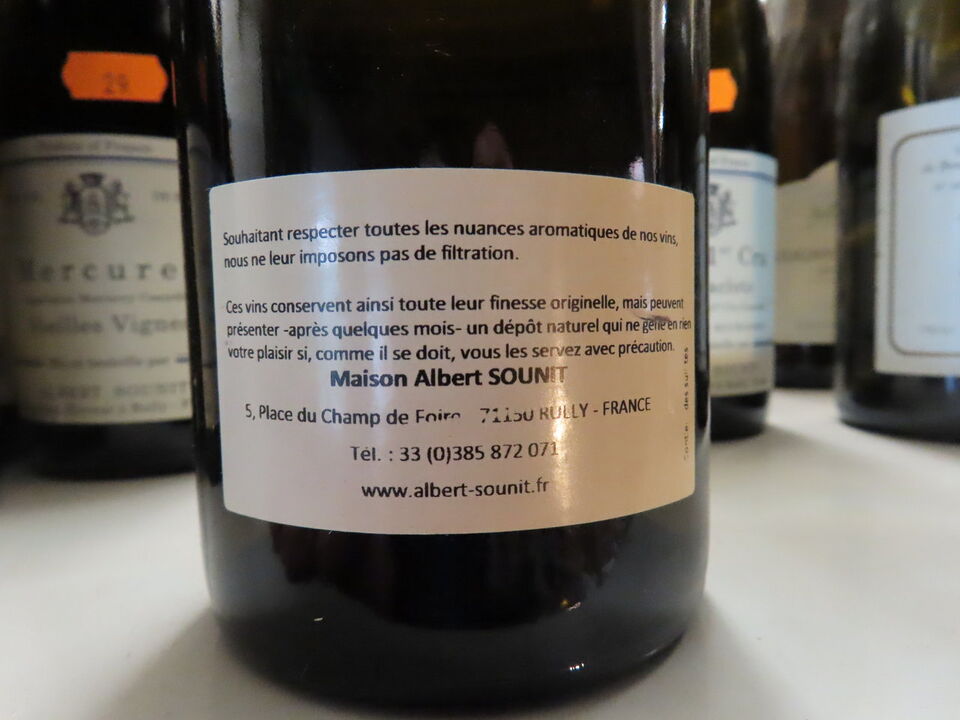 Souhaitant respecter toutes les nuances aromatiques de nos vins,
nous ne leur imposons pas de filtration.
Ces vins conservent ainsi toute leur finesse originelle, mais peuvent
présenter -après quelques mois- un dépôt naturel qui ne gêne en rien
votre plaisir si, comme il se doit, vous les servez avec précaution.
Maison Albert SOUNIT
5, Place du Champ de Foire 71150 RULLY - FRANCE
Tél. : 33 (0)385 872 071
www.albert-sounit.fr
29
Mercure
Vieilles Vignes
1er Cru